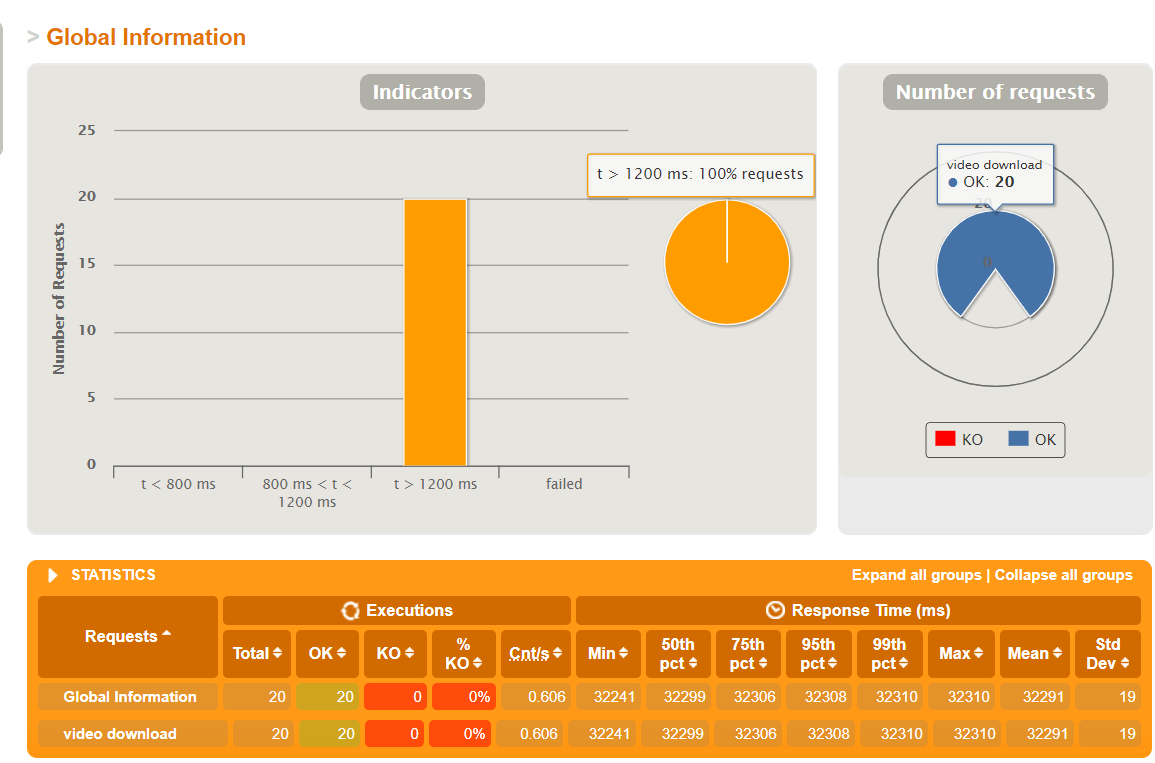 > Global Information
Indicators
25
20
15
10
5
0
Number of Requests
t < 800 ms
800 ms < t <
1200 ms
t > 1200 ms
failed
t > 1200 ms: 100% requests
Number of requests
video download
OK: 20
20
0
KO
OK
STATISTICS
Expand all groups | Collapse all groups
Requests
Executions
Response Time (ms)
Total OK KO % KO Cnt/s Min 50th pct 75th pct 95th pct 99th pct Max Mean Std Dev
Global Information 20 20 0 0% 0.606 32241 32299 32306 32308 32310 32310 32291 19
video download 20 20 0 0% 0.606 32241 32299 32306 32308 32310 32310 32291 19